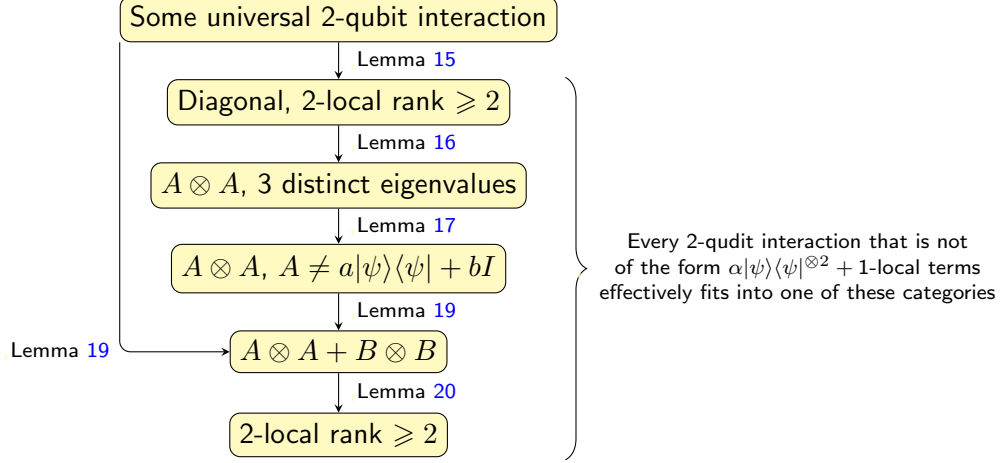 Some universal 2-qubit interaction
Lemma 15
Diagonal, 2-local rank ⩾ 2
Lemma 16
A ⊗ A, 3 distinct eigenvalues
Lemma 17
A ⊗ A, A ≠ a|ψ⟩⟨ψ| + bI
Lemma 19
Lemma 19
A ⊗ A + B ⊗ B
Lemma 20
2-local rank ⩾ 2
Every 2-qudit interaction that is not
of the form α|ψ⟩⟨ψ|^{⊗2} + 1-local terms
effectively fits into one of these categories